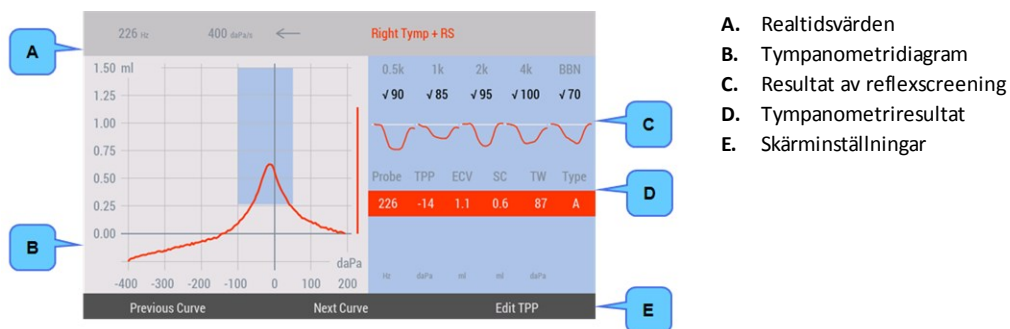 226 Hz 400 daPa/s Right Tymp + RS
A
1.50 ml
1.25
1.00
0.75
0.50
0.25
0.00
daPa
-400 -300 -200 -100 0 100 200
B
0.5k 1k 2k 4k BBN
√ 90 √ 85 √ 95 √ 100 √ 70
C
Probe TPP ECV SC TW Type
226 -14 1.1 0.6 87 A
D
Hz daPa ml ml daPa
Previous Curve Next Curve Edit TPP
E
A. Realtidsvärden
B. Tympanometridiagram
C. Resultat av reflexscreening
D. Tympanometriresultat
E. Skärminställningar